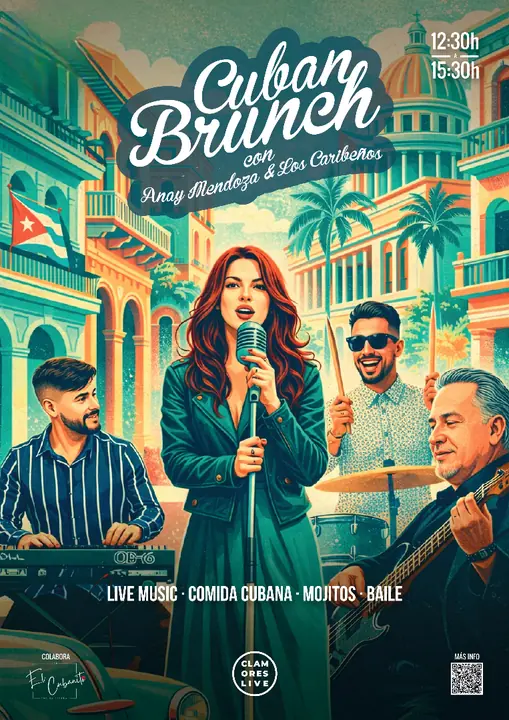 12:30h
A
15:30h
Cuban
Brunch
con
Anay Mendoza & Los Caribeños
OB-6
LIVE MUSIC · COMIDA CUBANA · MOJITOS · BAILE
COLABORA
El Cubanito
CLAM
ORES
LIVE
MÁS INFO